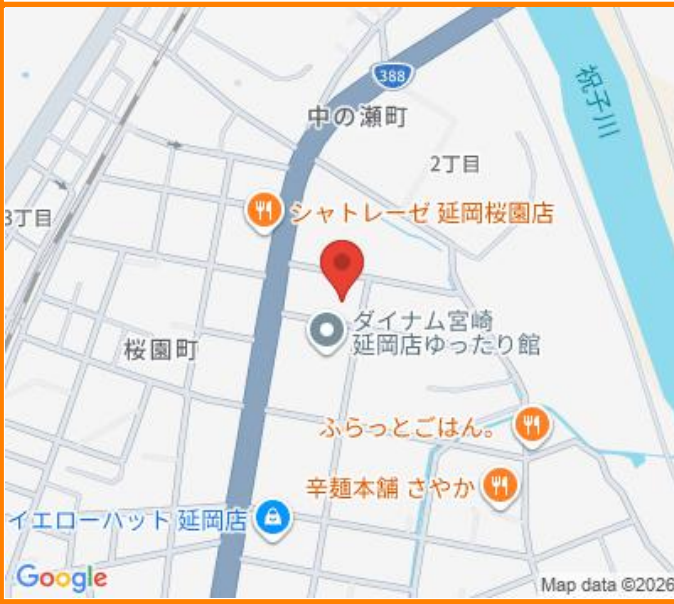 388
祝子川
中の瀬町
2丁目
シャトレーゼ 延岡桜園店
3丁目
ダイナム宮崎
延岡店ゆったり館
桜園町
ふらっとごはん。
辛麺本舗 さやか
イエローハット 延岡店
Google
Map data ©2026